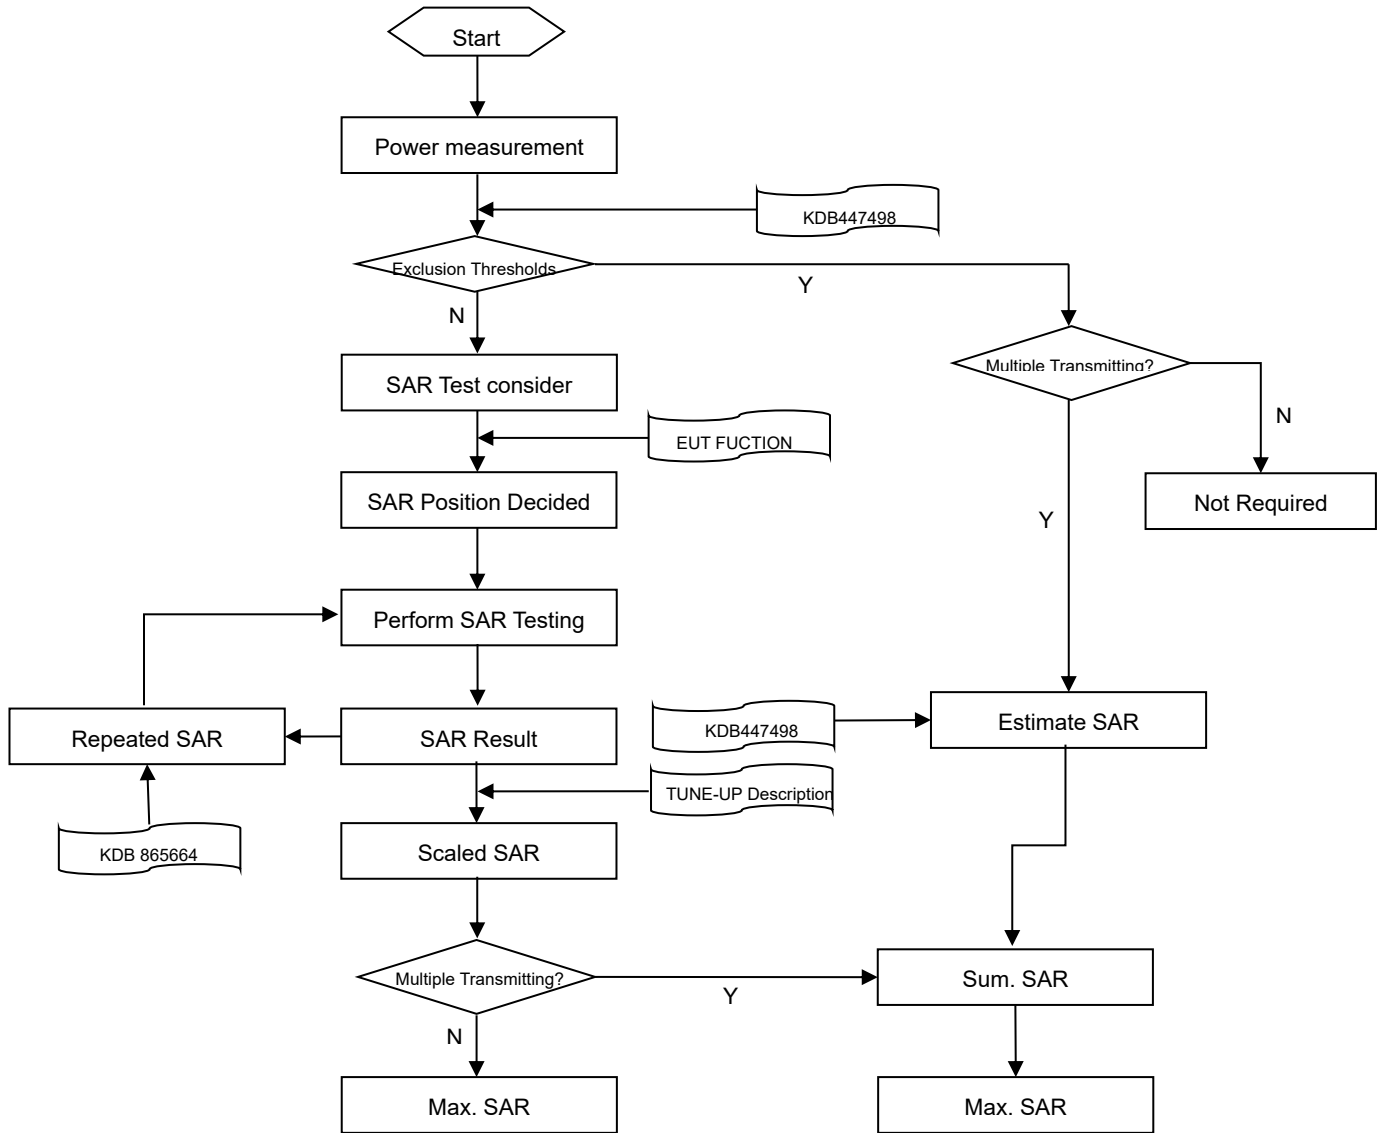 Start
Power measurement
KDB447498
Exclusion Thresholds
Y
N
Multiple Transmitting?
SAR Test consider
N
EUT FUCTION
SAR Position Decided
Not Required
Y
Perform SAR Testing
Repeated SAR
SAR Result
KDB447498
Estimate SAR
TUNE-UP Description
KDB 865664
Scaled SAR
Multiple Transmitting?
Y
Sum. SAR
N
Max. SAR
Max. SAR